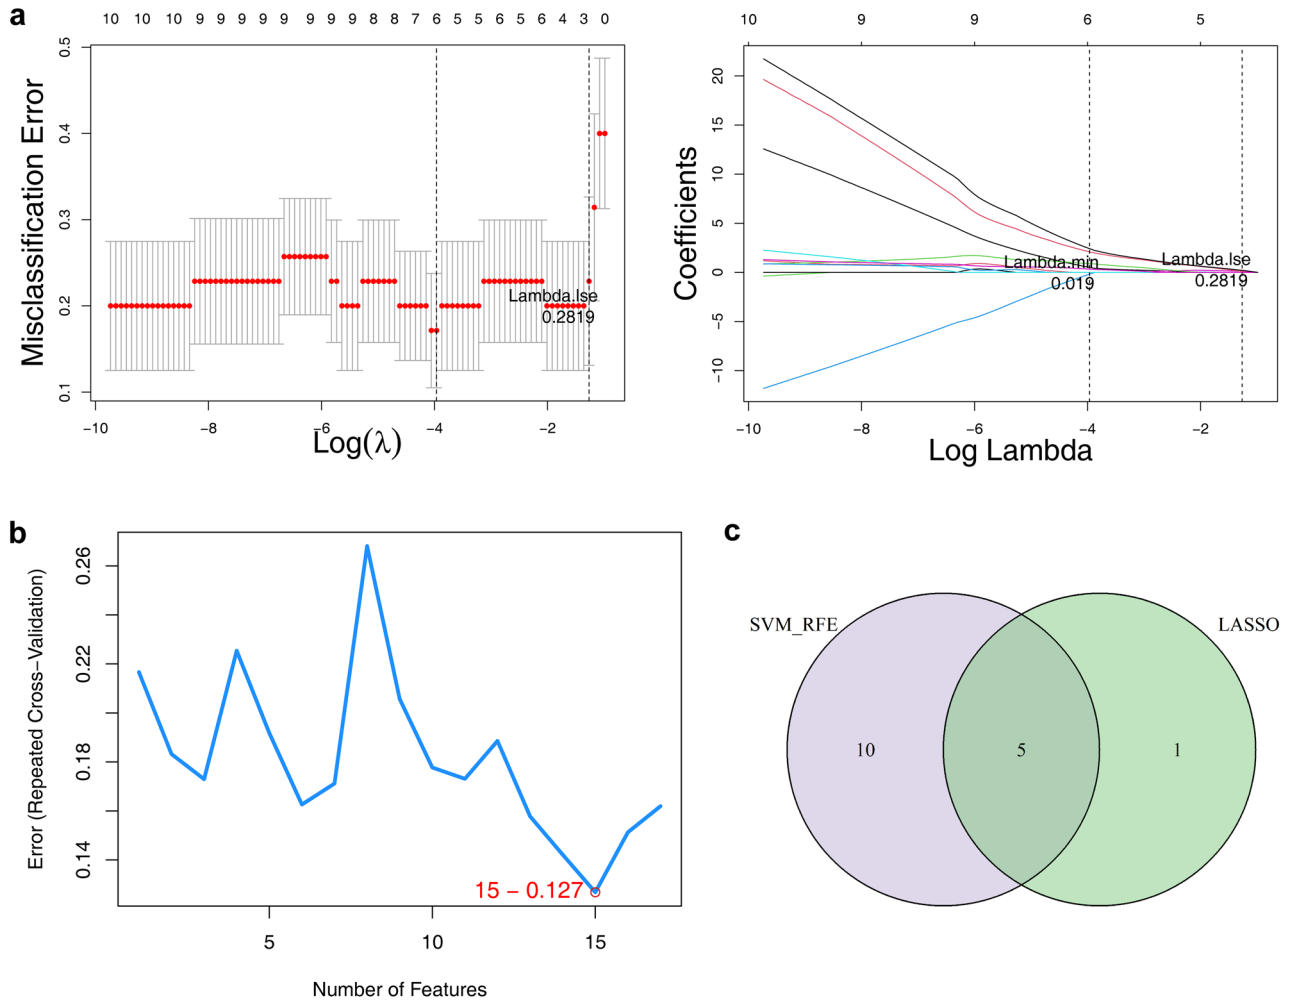 a
10 10 10 9 9 9 9 9 9 9 9 8 7 6 5 5 5 6 4 3 0
Misclassification Error
0.5
0.4
0.3
0.2
0.1
Lambda.lse
0.2819
−10 −8 −6 −4 −2
Log(λ)
10 9 9 6 5
Coefficients
20
15
10
5
0
−5
−10
Lambda.min
0.019
Lambda.lse
0.2819
−10 −8 −6 −4 −2
Log Lambda
b
Error (Repeated Cross−Validation)
0.26
0.22
0.18
0.14
15 − 0.127
5 10 15
Number of Features
c
SVM_RFE
LASSO
10 5 1